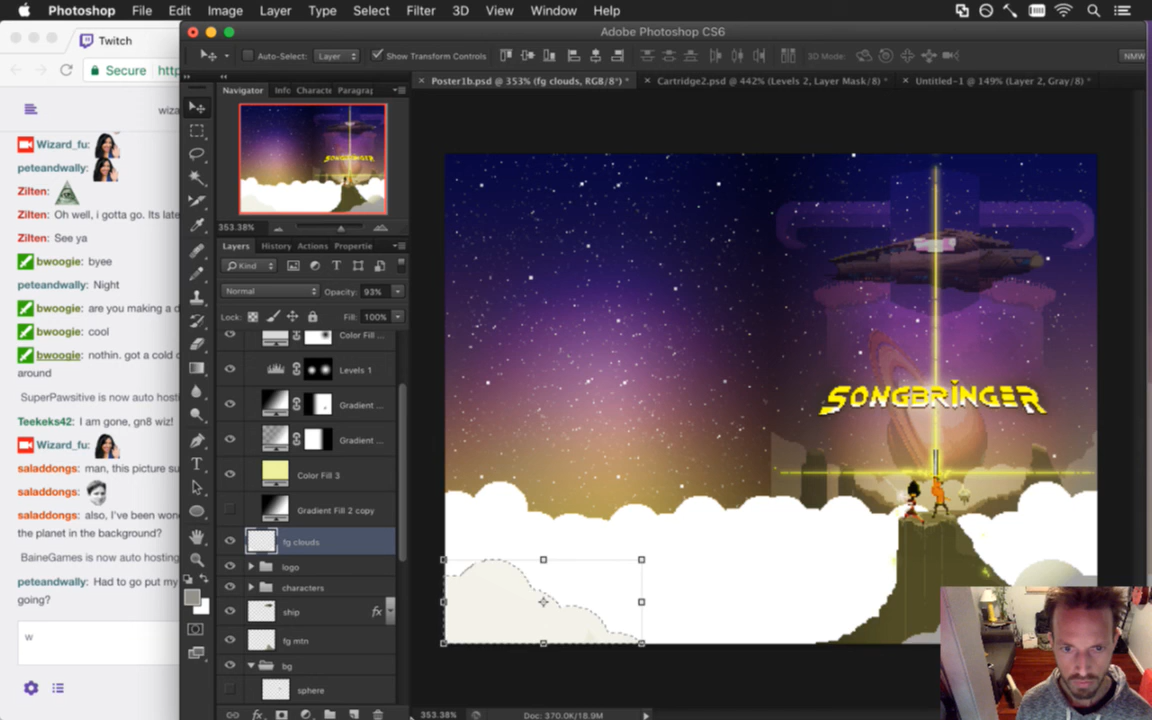 Photoshop File Edit Image Layer Type Select Filter 3D View Window Help
Adobe Photoshop CS6
Twitch
Auto-Select: Layer Show Transform Controls 3D Mode:
Secure
Poster1b.psd @ 353% (fg clouds, RGB/8*) * Cartridge2.psd @ 442% (Levels 2, Layer Mask/8) * Untitled-1 @ 149% (Layer 2, Gray/8) *
Navigator Info
wiza
Wizard_fu:
peteandwally:
Zilten:
Zilten: Oh well, i gotta go. Its late
Zilten: See ya
bwoogie: byee
peteandwally: Night
bwoogie: are you making a d
bwoogie: cool
bwoogie: nothin. got a cold
around
SuperPawsitive is now auto host
Teekeks42: I am gone, gn8 wiz!
Wizard_fu:
saladdongs: man, this picture su
saladdongs:
saladdongs: also, I've been won
the planet in the background?
BaineGames is now auto hosting
peteandwally: Had to go put my
going?
w
353.38%
Layers History Actions Propertie
Kind
Normal Opacity: 93%
Lock: Fill: 100%
Color Fill ...
Levels 1
Gradient ...
Gradient ...
Color Fill 3
Gradient Fill 2 copy
fg clouds
logo
characters
ship fx
fg mtn
bg
sphere
SONGBRINGER
353.38% Doc: 370.0K/18.9M